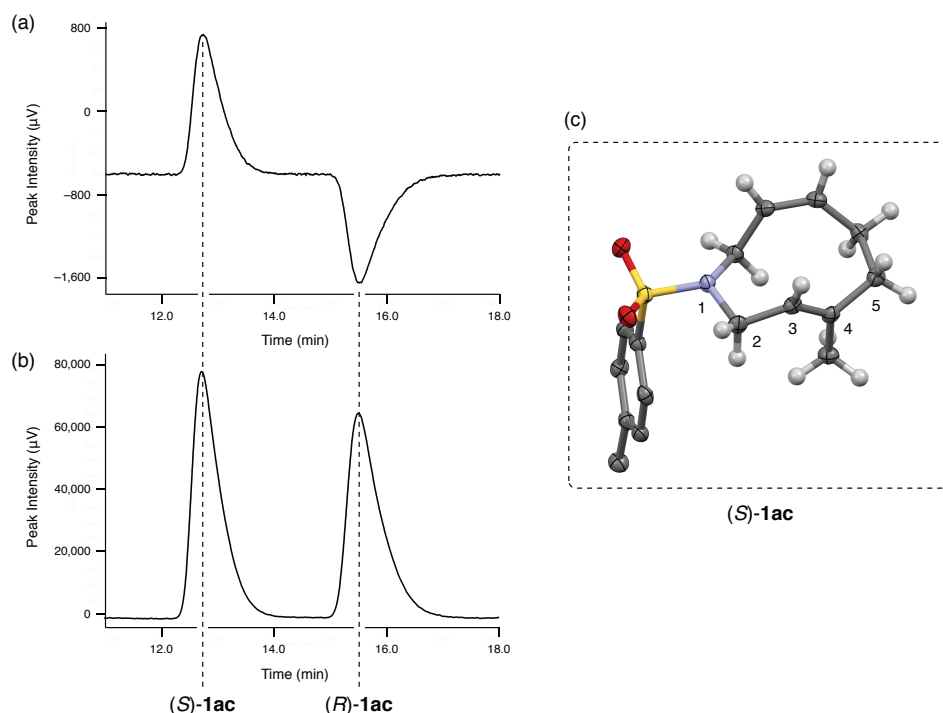 (a)
800
0
−800
−1,600
Peak Intensity (µV)
12.0 14.0 16.0 18.0
Time (min)
(b)
80,000
60,000
40,000
20,000
0
Peak Intensity (µV)
12.0 14.0 16.0 18.0
Time (min)
(S)-1ac (R)-1ac
(c)
1
2
3
4
5
(S)-1ac